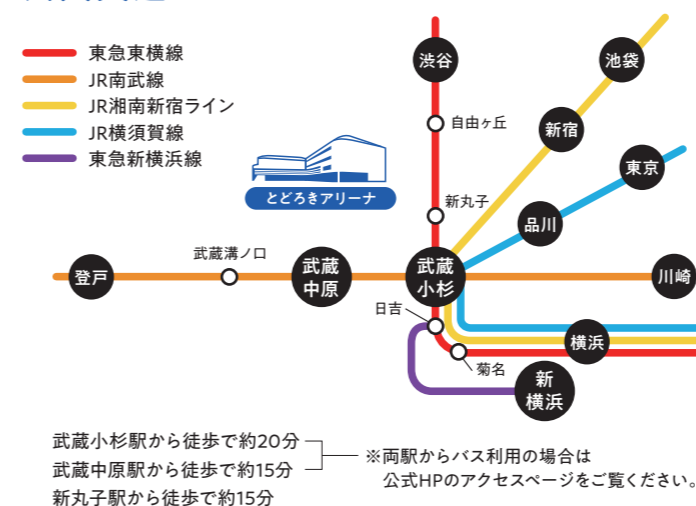 東急東横線
JR南武線
JR湘南新宿ライン
JR横須賀線
東急新横浜線
渋谷
池袋
自由ヶ丘
新宿
東京
とどろきアリーナ
新丸子
品川
武蔵溝ノ口
登戸
武蔵
中原
武蔵
小杉
川崎
日吉
横浜
菊名
新
横浜
武蔵小杉駅から徒歩で約20分
武蔵中原駅から徒歩で約15分
新丸子駅から徒歩で約15分
※両駅からバス利用の場合は
公式HPのアクセスページをご覧ください。